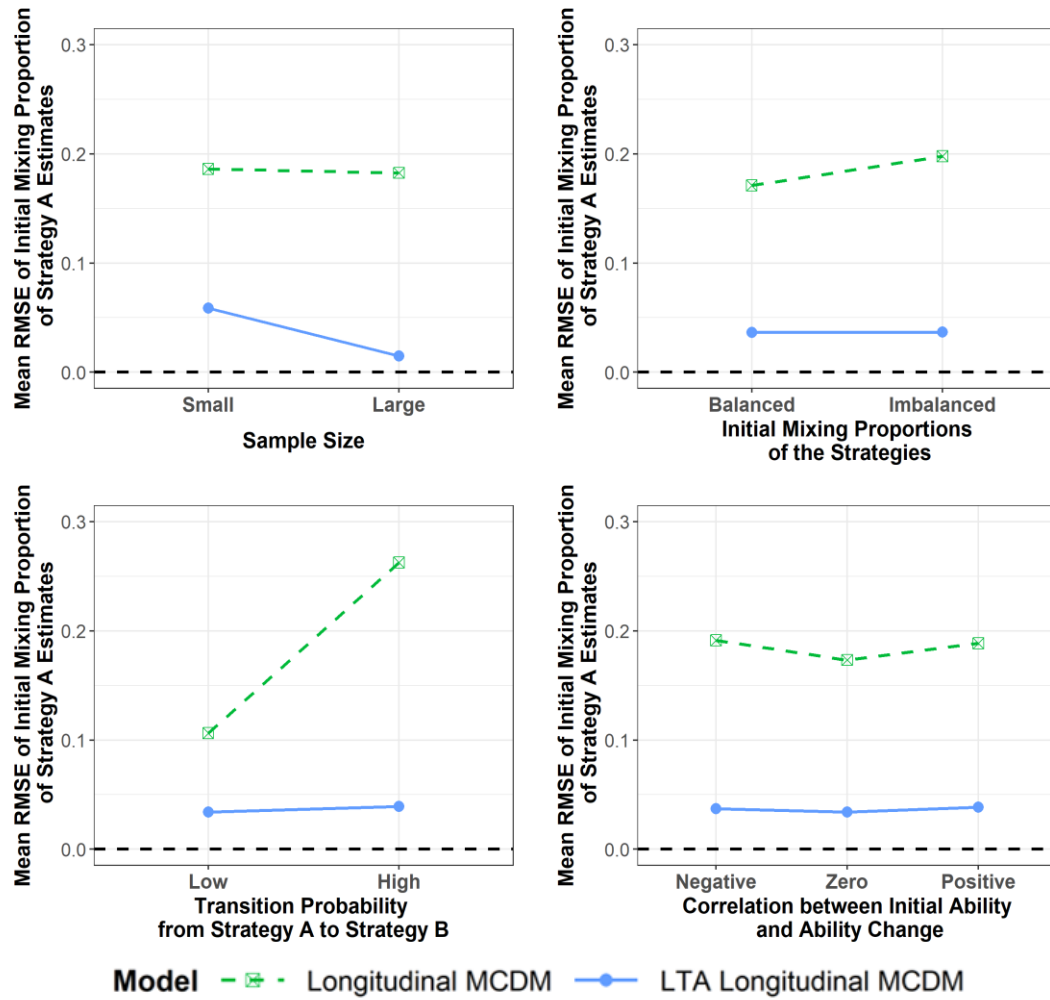 Mean RMSE of Initial Mixing Proportion
of Strategy A Estimates
0.3
0.2
0.1
0.0
Small Large
Sample Size
Mean RMSE of Initial Mixing Proportion
of Strategy A Estimates
0.3
0.2
0.1
0.0
Balanced Imbalanced
Initial Mixing Proportions
of the Strategies
Mean RMSE of Initial Mixing Proportion
of Strategy A Estimates
0.3
0.2
0.1
0.0
Low High
Transition Probability
from Strategy A to Strategy B
Mean RMSE of Initial Mixing Proportion
of Strategy A Estimates
0.3
0.2
0.1
0.0
Negative Zero Positive
Correlation between Initial Ability
and Ability Change
Model Longitudinal MCDM LTA Longitudinal MCDM